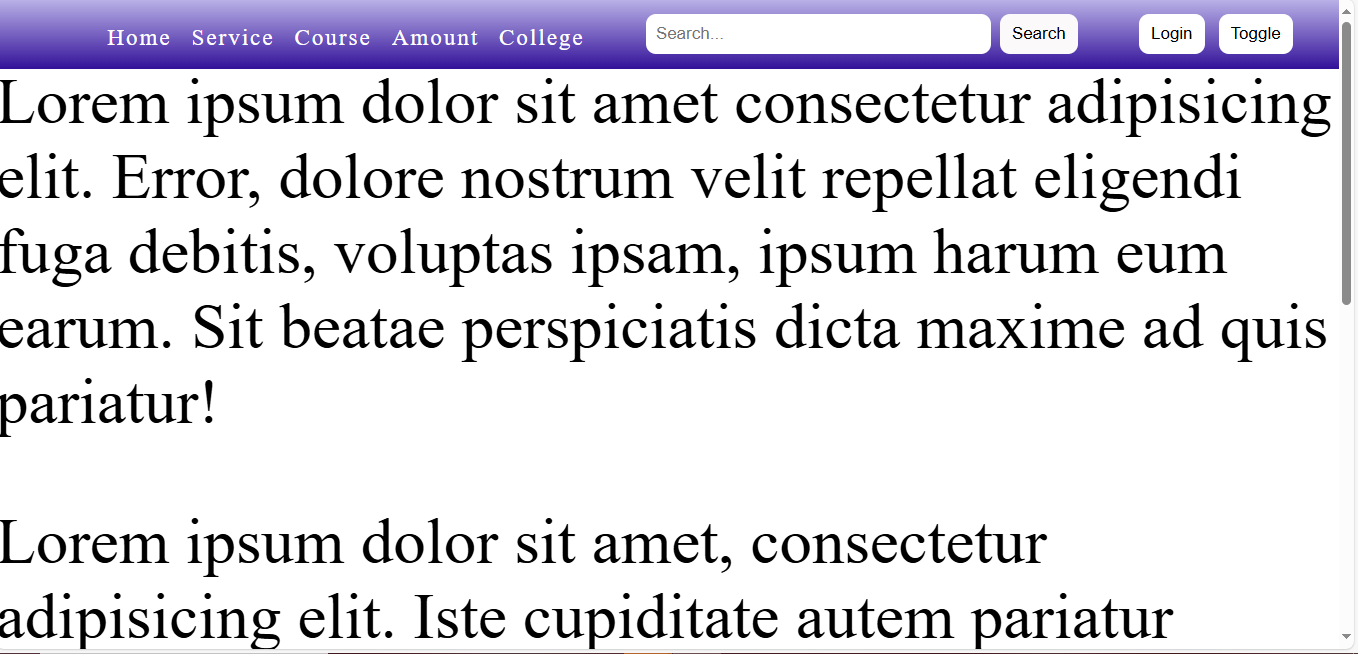 Home Service Course Amount College Search... Search Login Toggle
Lorem ipsum dolor sit amet consectetur adipisicing
elit. Error, dolore nostrum velit repellat eligendi
fuga debitis, voluptas ipsam, ipsum harum eum
earum. Sit beatae perspiciatis dicta maxime ad quis
pariatur!
Lorem ipsum dolor sit amet, consectetur
adipisicing elit. Iste cupiditate autem pariatur